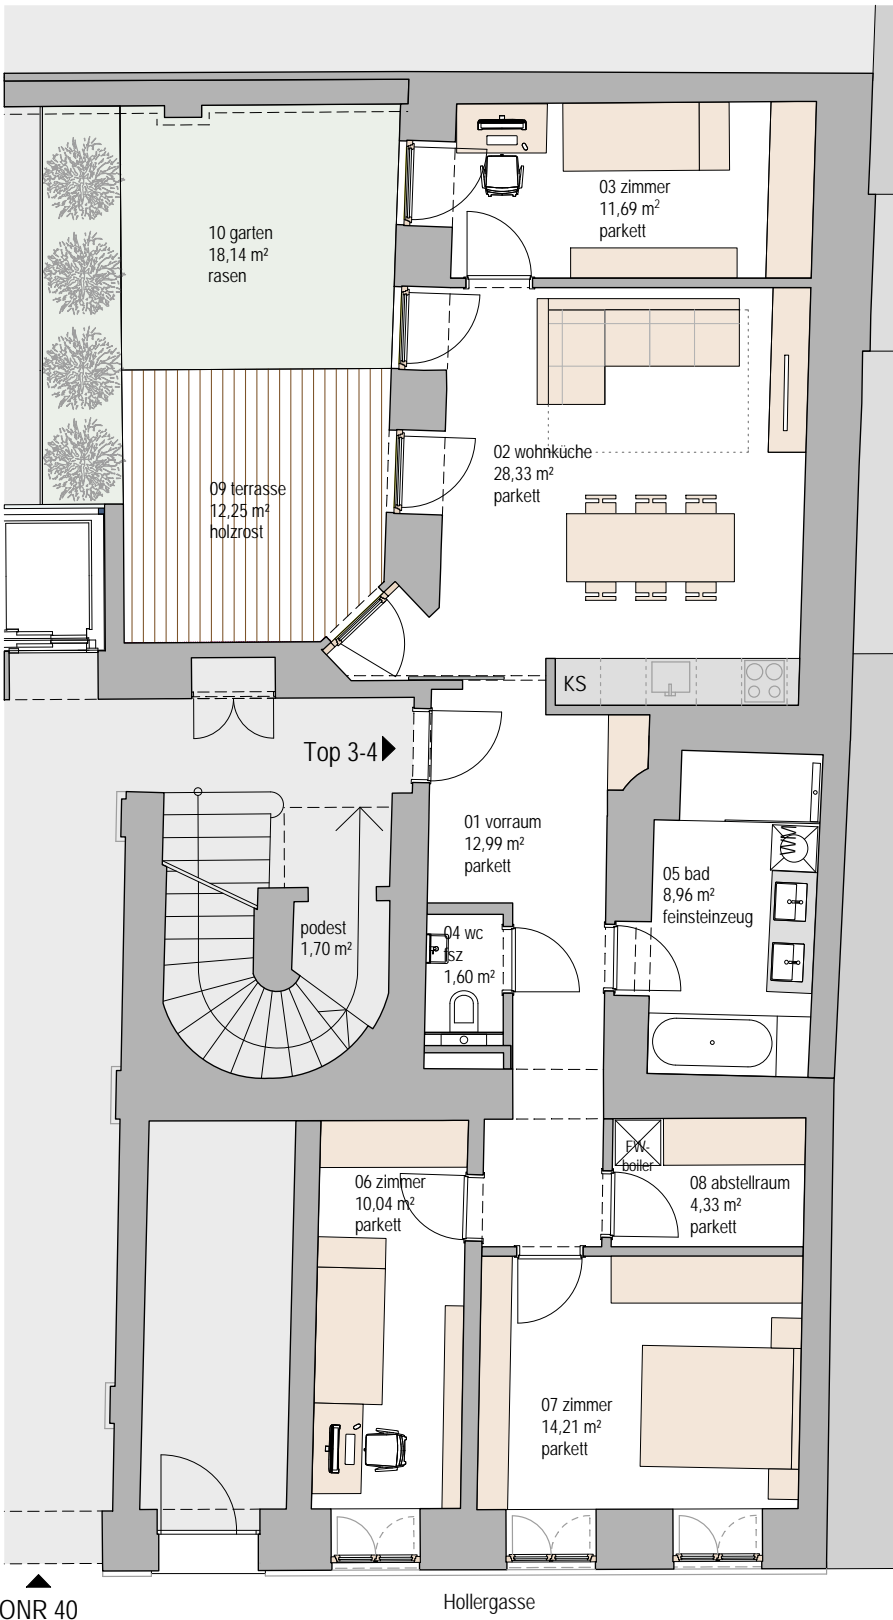 03 zimmer
11,69 m²
parkett
10 garten
18,14 m²
rasen
02 wohnküche
28,33 m²
parkett
09 terrasse
12,25 m²
holzrost
KS
Top 3-4
01 vorraum
12,99 m²
parkett
05 bad
8,96 m²
feinsteinzeug
podest
1,70 m²
04 wc
fsz
1,60 m²
FW-
boiler
06 zimmer
10,04 m²
parkett
08 abstellraum
4,33 m²
parkett
07 zimmer
14,21 m²
parkett
ONR 40
Hollergasse